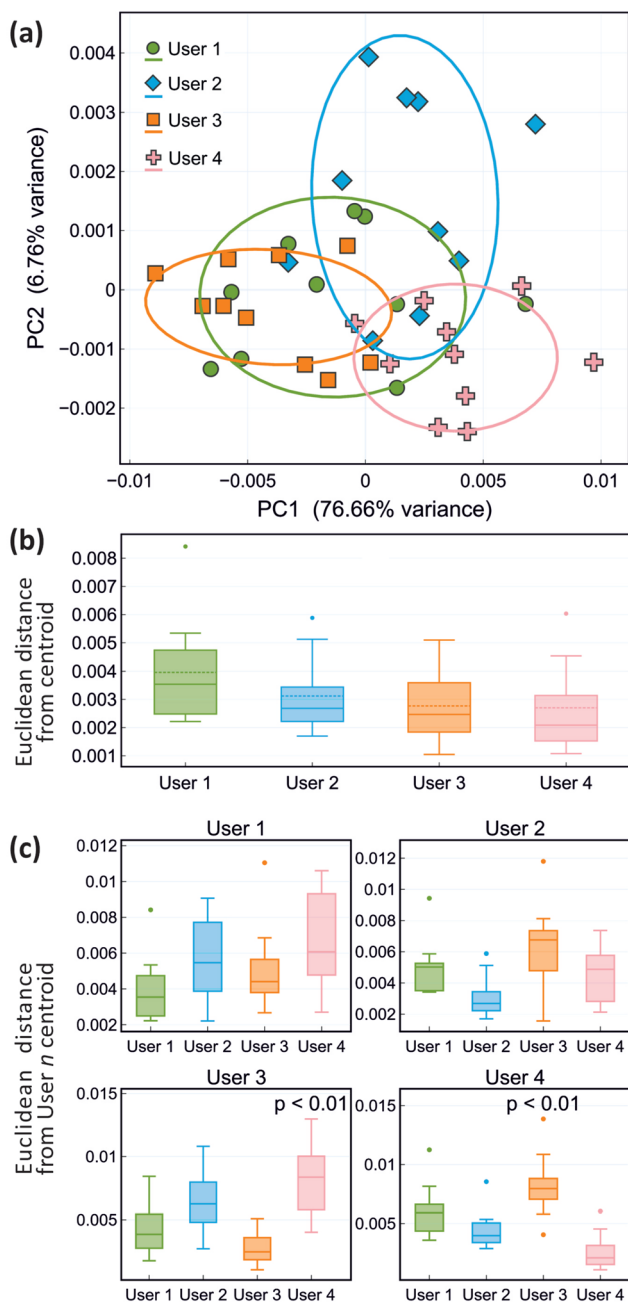 (a)
User 1
User 2
User 3
User 4
0.004
0.003
0.002
0.001
0
−0.001
−0.002
PC2 (6.76% variance)
−0.01
−0.005
0
0.005
0.01
PC1 (76.66% variance)
(b)
0.008
0.007
0.006
0.005
0.004
0.003
0.002
0.001
Euclidean distance
from centroid
User 1
User 2
User 3
User 4
(c)
Euclidean distance
from User n centroid
User 1
0.012
0.01
0.008
0.006
0.004
0.002
User 1
User 2
User 3
User 4
User 2
0.012
0.01
0.008
0.006
0.004
0.002
User 1
User 2
User 3
User 4
User 3
p < 0.01
0.015
0.01
0.005
User 1
User 2
User 3
User 4
User 4
p < 0.01
0.015
0.01
0.005
User 1
User 2
User 3
User 4